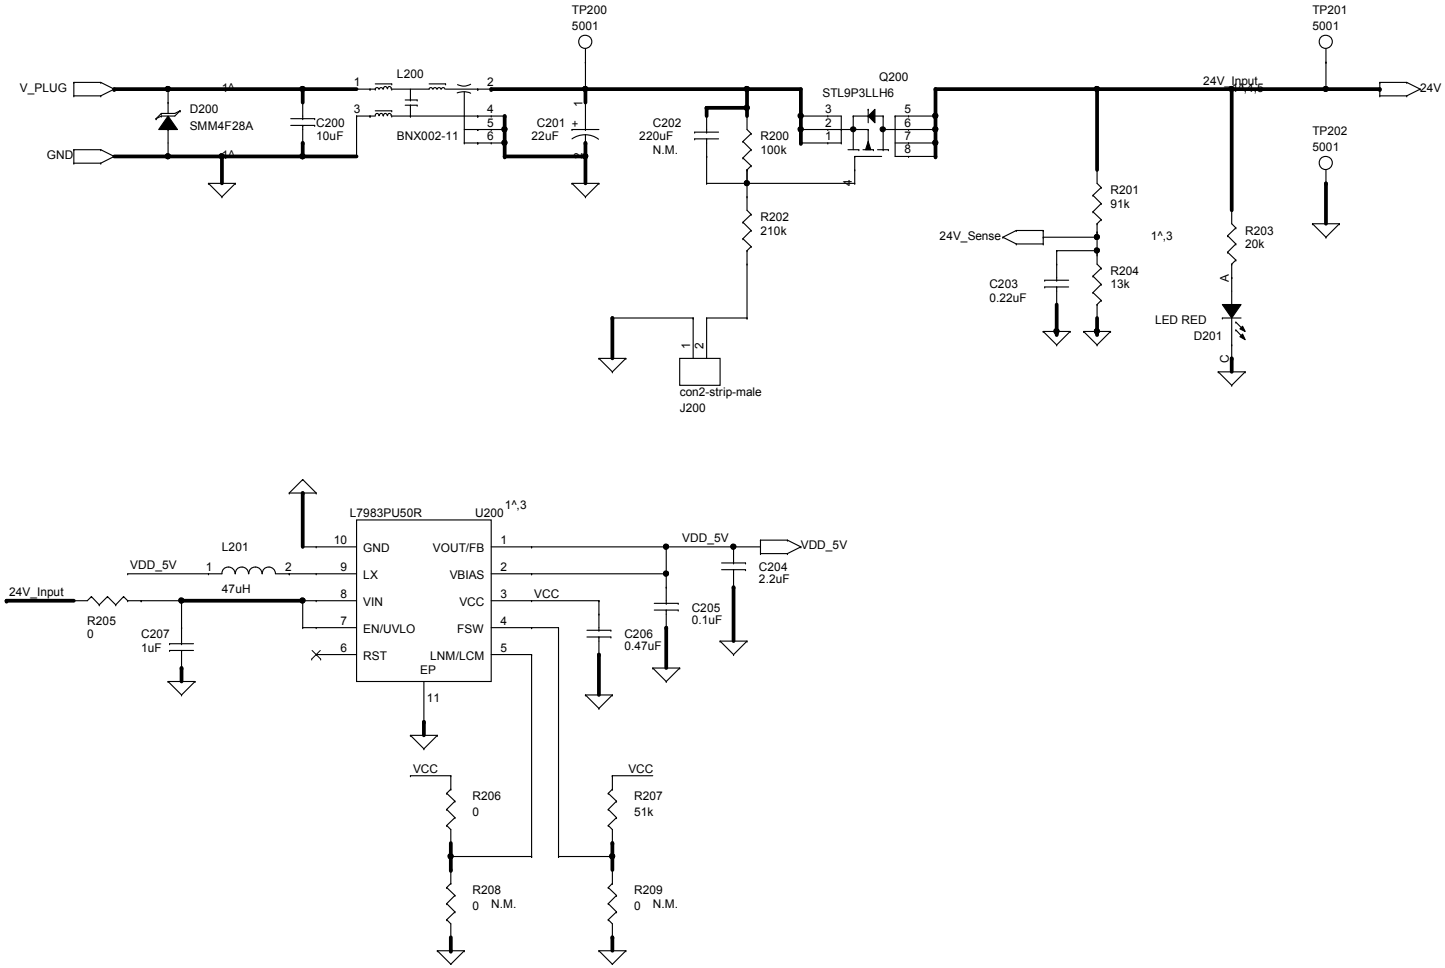 TP200
5001
TP201
5001
V_PLUG
1^
D200
SMM4F28A
C200
10uF
GND
1^
1
L200
2
3
4
5
6
BNX002-11
1
C201
22uF
+
C202
220uF
N.M.
R200
100k
Q200
STL9P3LLH6
3
2
1
5
6
7
8
4
24V_Input
24V
TP202
5001
R201
91k
R202
210k
24V_Sense
1^,3
R203
20k
R204
13k
C203
0.22uF
A
LED RED
D201
C
1
2
con2-strip-male
J200
L7983PU50R
U200
1^,3
10
GND
VOUT/FB
1
VDD_5V
VDD_5V
L201
VDD_5V
1
2
47uH
9
LX
VBIAS
2
C204
2.2uF
24V_Input
8
VIN
VCC
3
VCC
C205
0.1uF
R205
0
7
EN/UVLO
FSW
4
C207
1uF
C206
0.47uF
6
RST
LNM/LCM
5
EP
11
VCC
VCC
R206
0
R207
51k
R208
0 N.M.
R209
0 N.M.